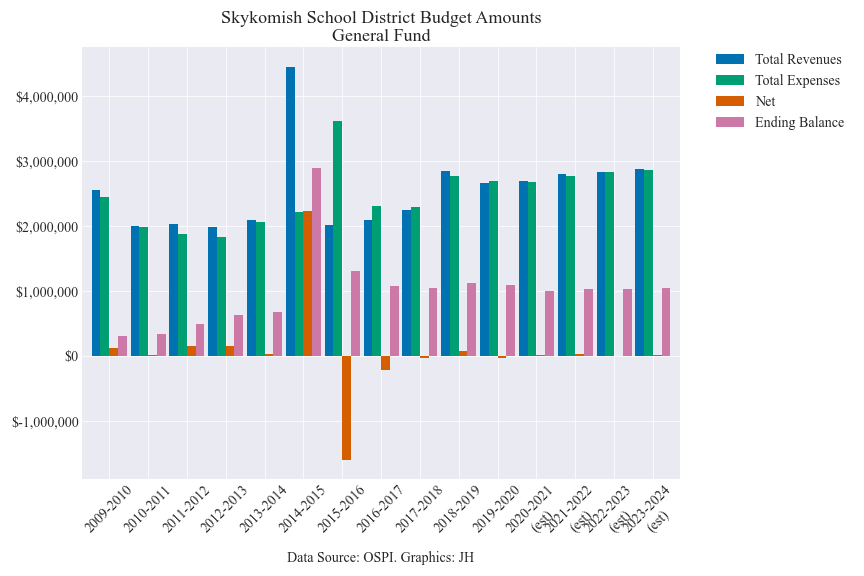 Skykomish School District Budget Amounts
General Fund
Total Revenues
Total Expenses
Net
Ending Balance
$4,000,000
$3,000,000
$2,000,000
$1,000,000
$0
$-1,000,000
2009-2010
2010-2011
2011-2012
2012-2013
2013-2014
2014-2015
2015-2016
2016-2017
2017-2018
2018-2019
2019-2020
2020-2021
(est)
2021-2022
(est)
2022-2023
(est)
2023-2024
(est)
Data Source: OSPI. Graphics: JH